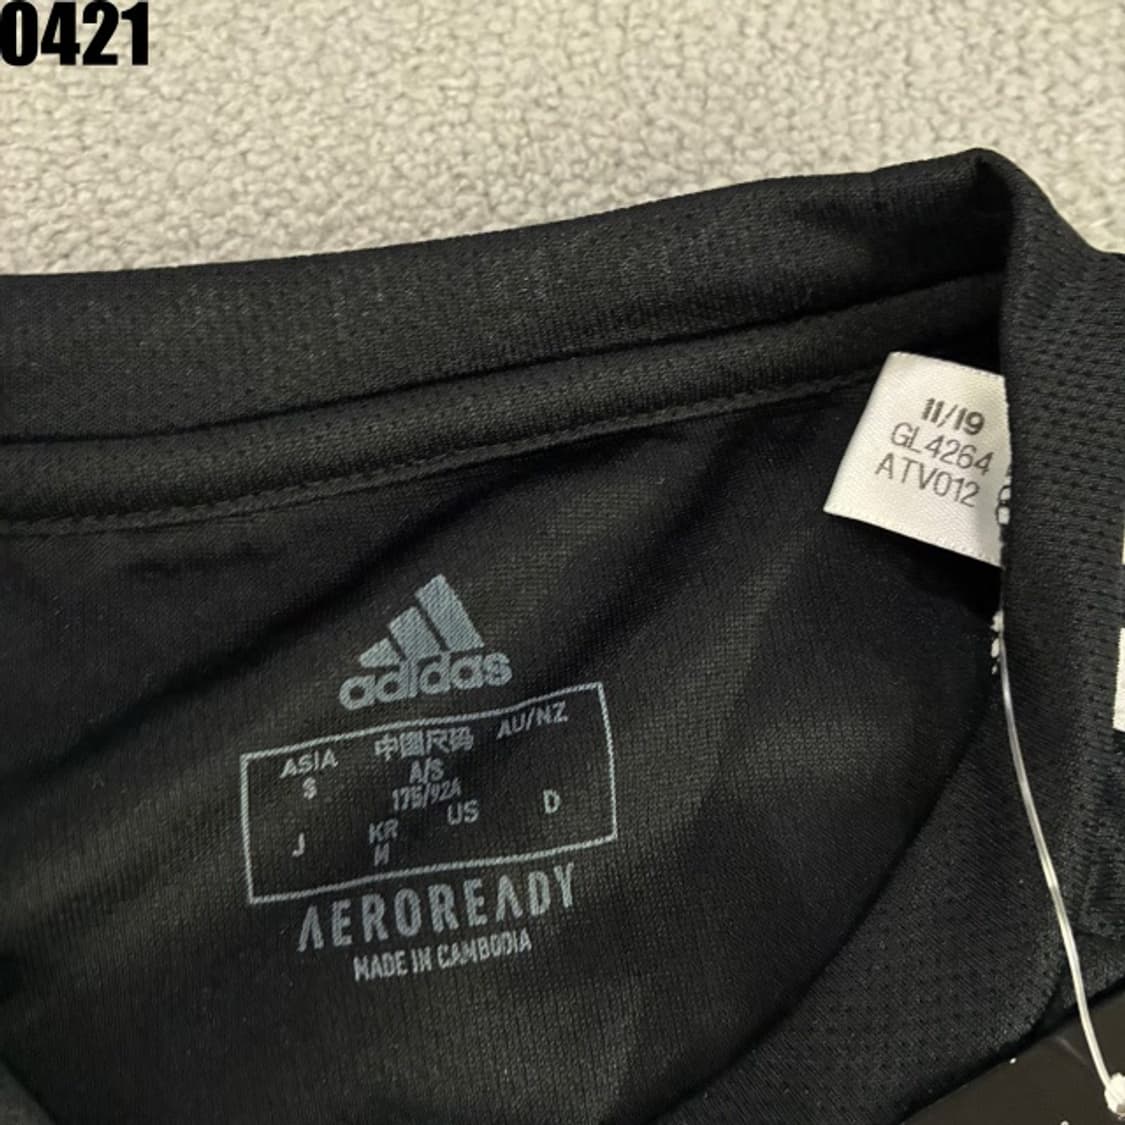 0421
11/19
GL4264
ATV012
adidas
ASIA 中国尺码 AU/NZ
S A/S
175/92A
J KR US D
M
AEROREADY
MADE IN CAMBODIA